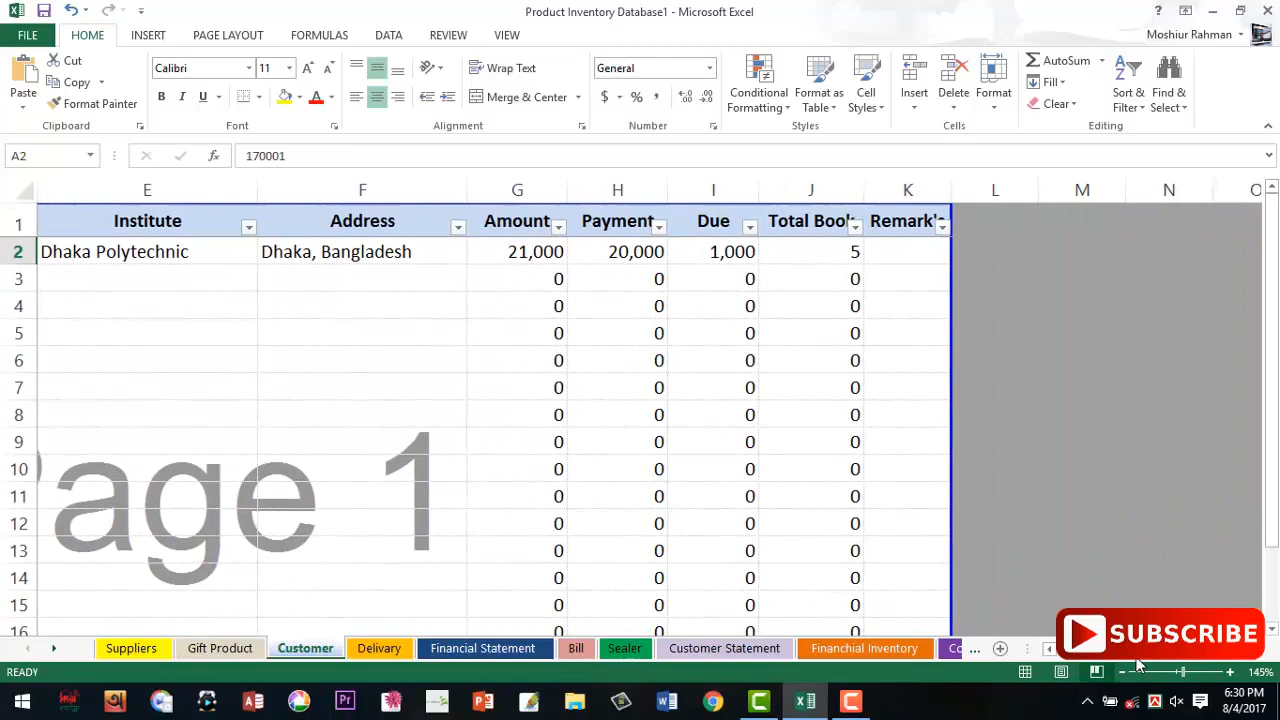 Product Inventory Database1 - Microsoft Excel
FILE HOME INSERT PAGE LAYOUT FORMULAS DATA REVIEW VIEW Moshiur Rahman
Paste
Cut
Copy
Format Painter
Clipboard
Calibri 11
B I U
Font
Wrap Text
Merge & Center
Alignment
General
$ % ,
Number
Conditional Formatting
Format as Table
Cell Styles
Styles
Insert Delete Format
Cells
AutoSum
Fill
Clear
Sort & Filter
Find & Select
Editing
A2 fx 170001
E F G H I J K L M N O
1 Institute Address Amount Payment Due Total Book Remark's
2 Dhaka Polytechnic Dhaka, Bangladesh 21,000 20,000 1,000 5
3 0 0 0 0
4 0 0 0 0
5 0 0 0 0
6 0 0 0 0
7 0 0 0 0
8 0 0 0 0
9 0 0 0 0
10 0 0 0 0
11 0 0 0 0
12 0 0 0 0
13 0 0 0 0
14 0 0 0 0
15 0 0 0 0
16
age 1
Suppliers Gift Product Customer Delivery Financial Statement Bill Sealer Customer Statement Financhial Inventory Co ...
SUBSCRIBE
READY 145%
6:30 PM
8/4/2017